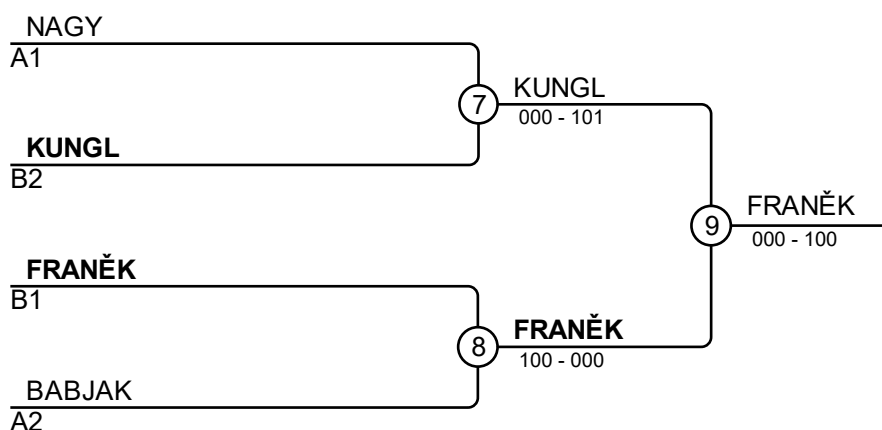 NAGY
A1
7
KUNGL
000 - 101
KUNGL
B2
9
FRANĚK
000 - 100
FRANĚK
B1
8
FRANĚK
100 - 000
BABJAK
A2